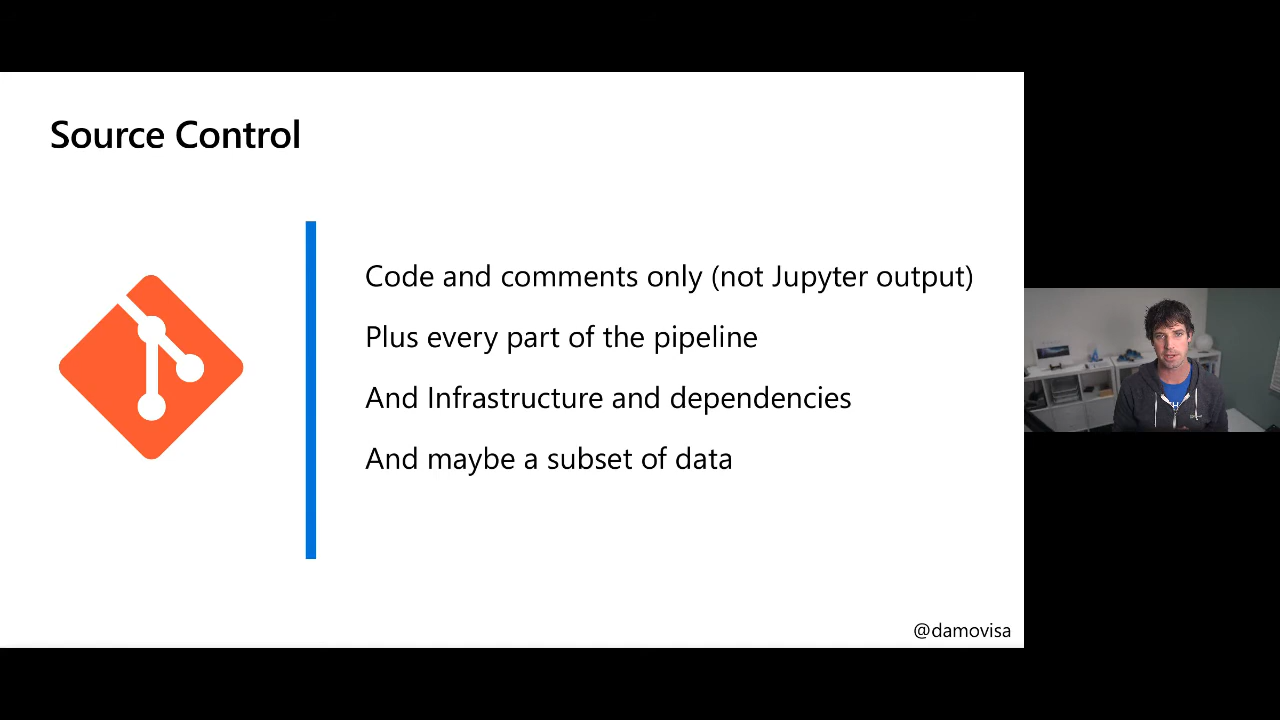 Source Control
Code and comments only (not Jupyter output)
Plus every part of the pipeline
And Infrastructure and dependencies
And maybe a subset of data
@damovisa